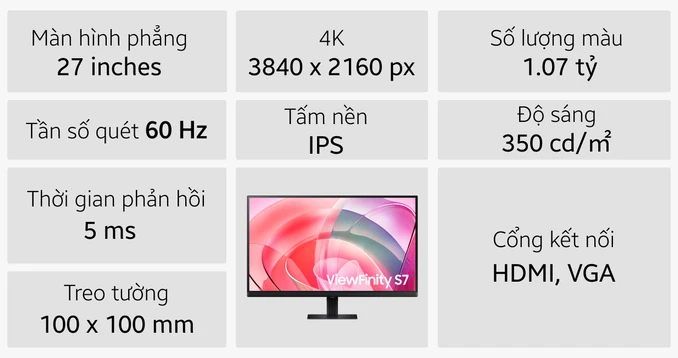 Màn hình phẳng
27 inches
4K
3840 x 2160 px
Số lượng màu
1.07 tỷ
Tần số quét 60 Hz
Tấm nền
IPS
Độ sáng
350 cd/㎡
Thời gian phản hồi
5 ms
ViewFinity S7
Cổng kết nối
HDMI, VGA
Treo tường
100 x 100 mm